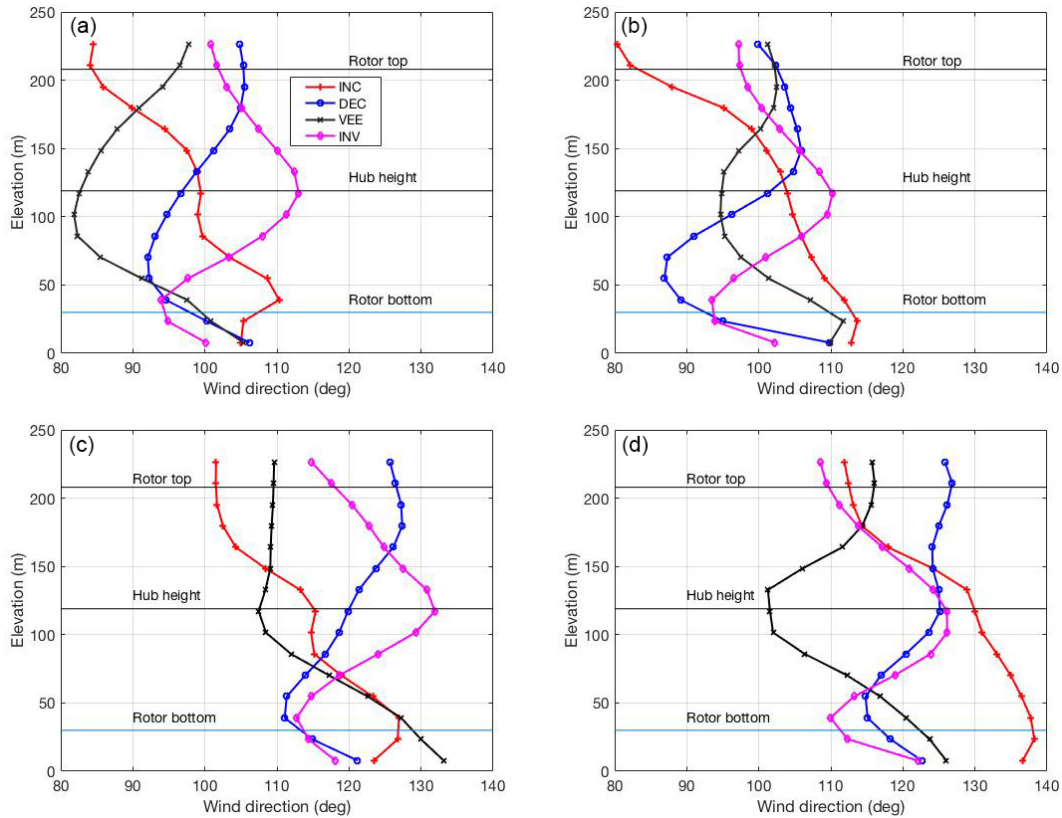 (a)
250
200
150
100
50
0
Elevation (m)
Rotor top
INC
DEC
VEE
INV
Hub height
Rotor bottom
80 90 100 110 120 130 140
Wind direction (deg)
(b)
250
200
150
100
50
0
Elevation (m)
Rotor top
Hub height
Rotor bottom
80 90 100 110 120 130 140
Wind direction (deg)
(c)
250
200
150
100
50
0
Elevation (m)
Rotor top
Hub height
Rotor bottom
80 90 100 110 120 130 140
Wind direction (deg)
(d)
250
200
150
100
50
0
Elevation (m)
Rotor top
Hub height
Rotor bottom
80 90 100 110 120 130 140
Wind direction (deg)